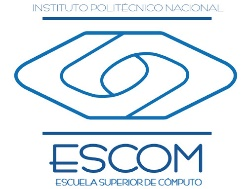 INSTITUTO POLITÉCNICO NACIONAL
ESCOM
ESCUELA SUPERIOR DE CÓMPUTO